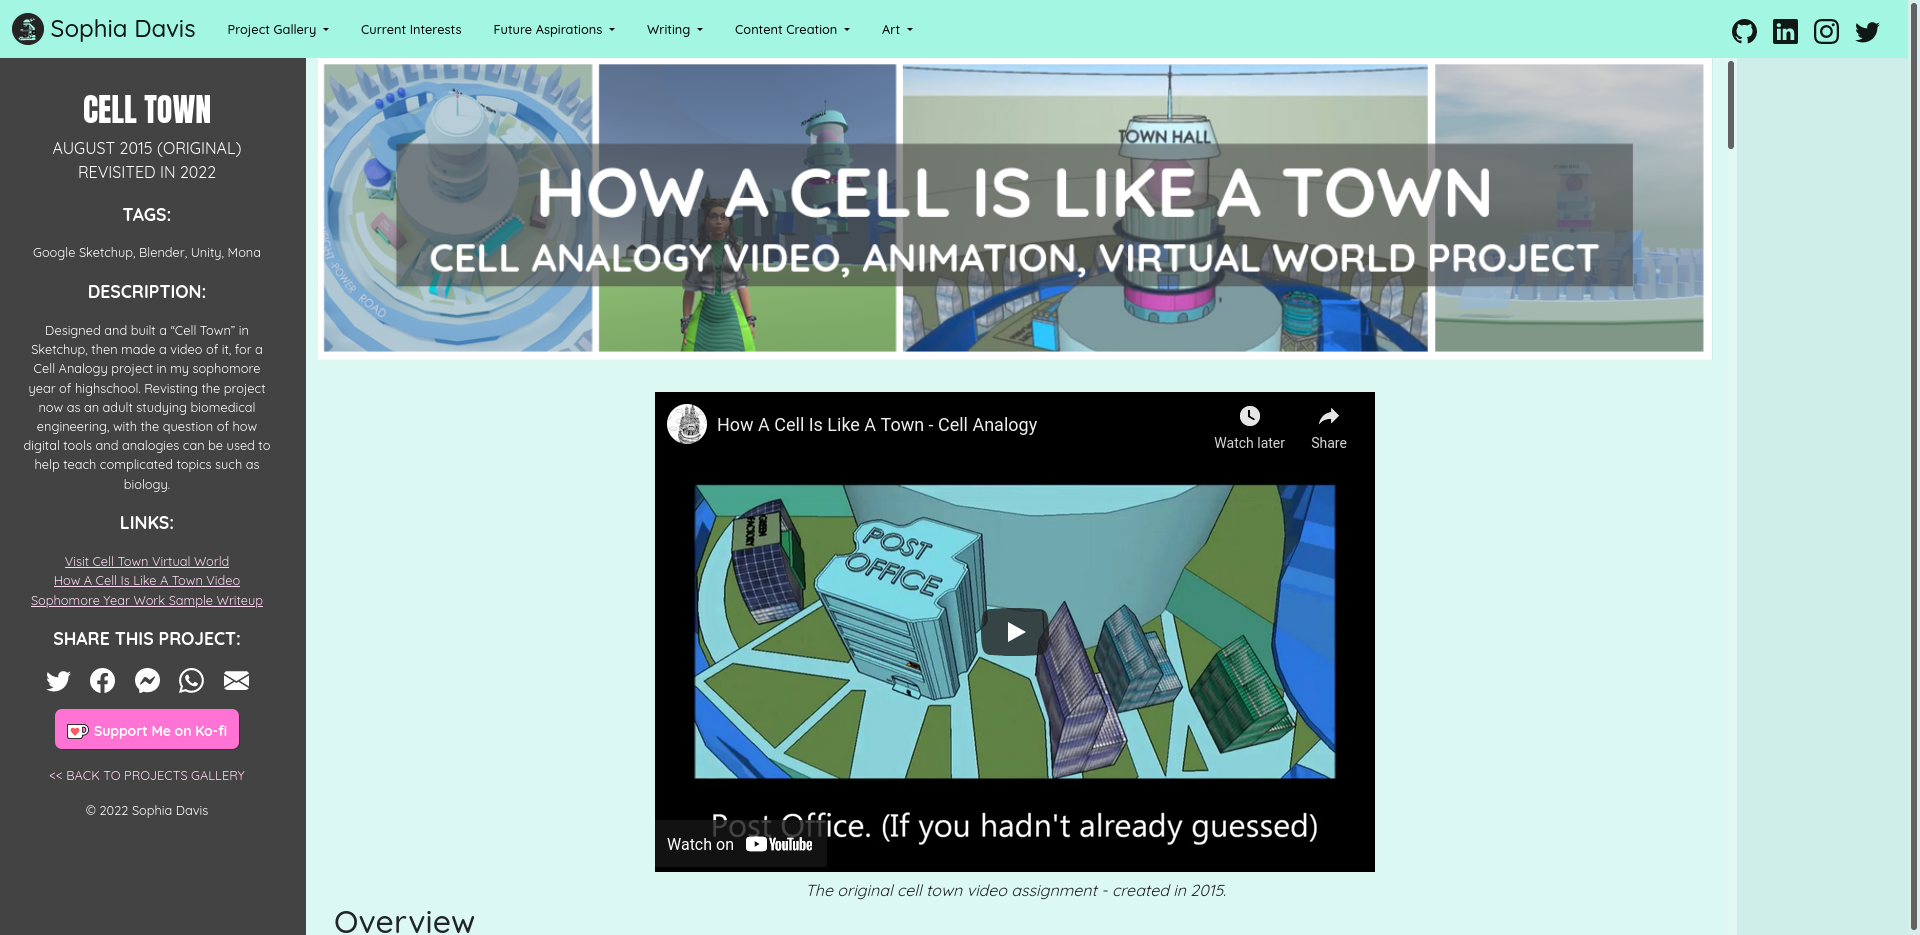 Sophia Davis
Project Gallery
Current Interests
Future Aspirations
Writing
Content Creation
Art
CELL TOWN
AUGUST 2015 (ORIGINAL)
REVISITED IN 2022
TAGS:
Google Sketchup, Blender, Unity, Mona
DESCRIPTION:
Designed and built a “Cell Town” in
Sketchup, then made a video of it, for a
Cell Analogy project in my sophomore
year of highschool. Revisting the project
now as an adult studying biomedical
engineering, with the question of how
digital tools and analogies can be used to
help teach complicated topics such as
biology.
LINKS:
Visit Cell Town Virtual World
How A Cell Is Like A Town Video
Sophomore Year Work Sample Writeup
SHARE THIS PROJECT:
Support Me on Ko-fi
<< BACK TO PROJECTS GALLERY
© 2022 Sophia Davis
TOWN HALL
HOW A CELL IS LIKE A TOWN
CELL ANALOGY VIDEO, ANIMATION, VIRTUAL WORLD PROJECT
POWER ROAD
How A Cell Is Like A Town - Cell Analogy
Watch later
Share
GREEN
FACTORY
POST
OFFICE
Post Office. (If you hadn't already guessed)
Watch on YouTube
The original cell town video assignment - created in 2015.
Overview